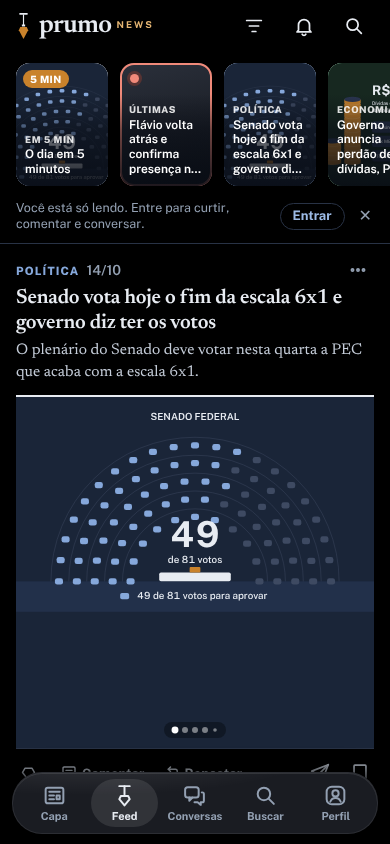 prumo NEWS
5 MIN
EM 5 MIN
O dia em 5
minutos
ÚLTIMAS
Flávio volta
atrás e
confirma
presença n...
POLÍTICA
Senado vota
hoje o fim da
escala 6x1 e
governo di...
R$
ECONOMIA
Governo
anuncia
perdão de
dívidas, P
Você está só lendo. Entre para curtir,
comentar e conversar.
Entrar
POLÍTICA 14/10
Senado vota hoje o fim da escala 6x1 e
governo diz ter os votos
O plenário do Senado deve votar nesta quarta a PEC
que acaba com a escala 6x1.
SENADO FEDERAL
49
de 81 votos
49 de 81 votos para aprovar
Capa
Feed
Conversas
Buscar
Perfil